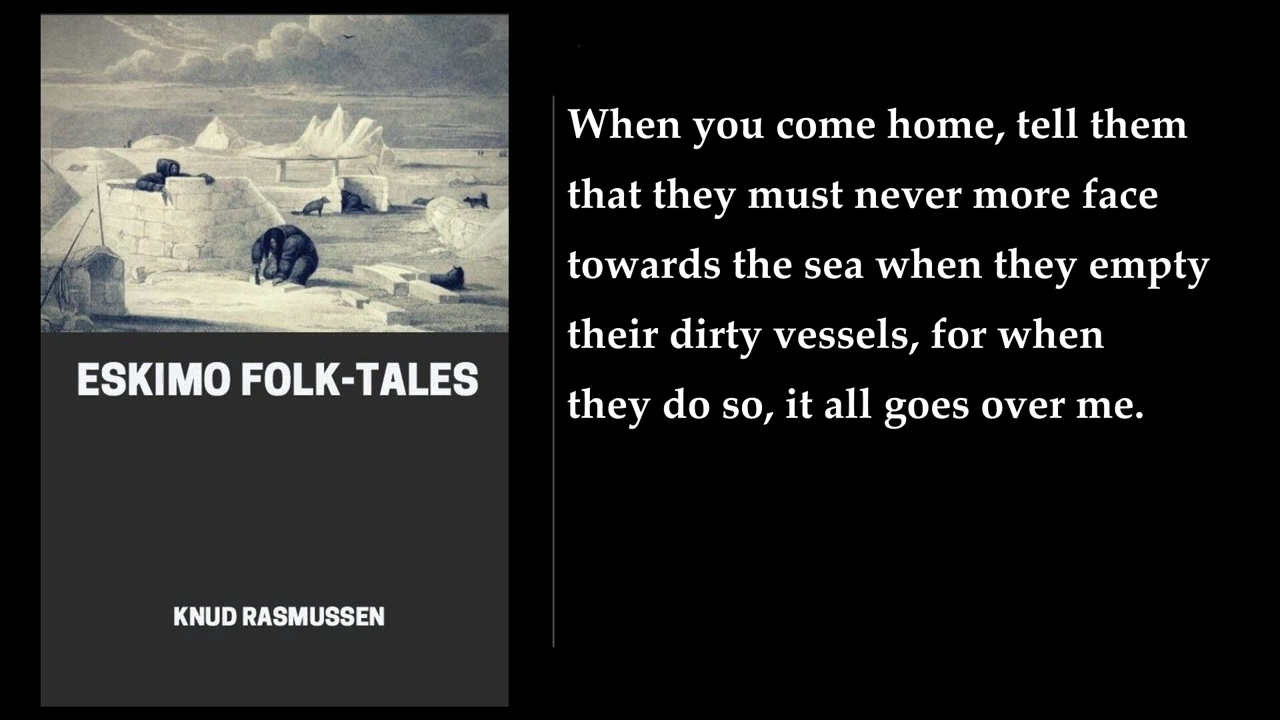 ESKIMO FOLK-TALES
KNUD RASMUSSEN
When you come home, tell them
that they must never more face
towards the sea when they empty
their dirty vessels, for when
they do so, it all goes over me.